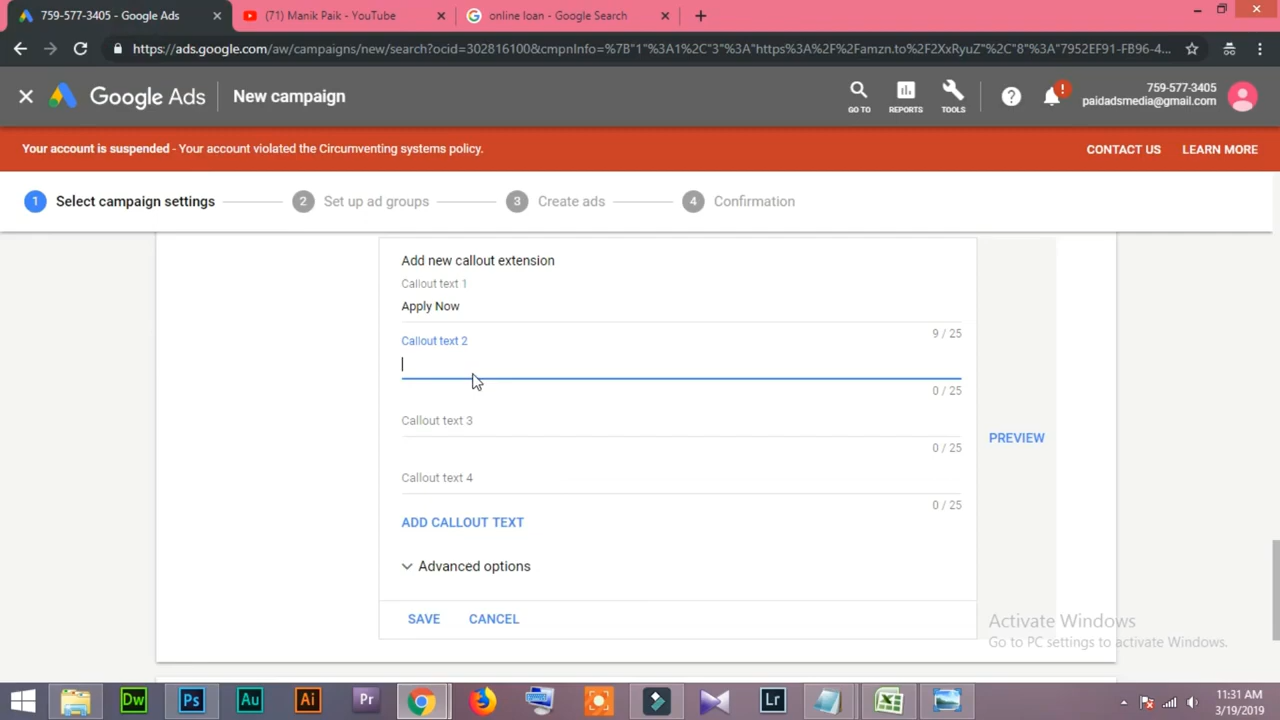 759-577-3405 - Google Ads
(71) Manik Paik - YouTube
online loan - Google Search
https://ads.google.com/aw/campaigns/new/search?ocid=302816100&cmpnInfo=%7B"1"%3A1%2C"3"%3A"https%3A%2F%2Famzn.to%2F2XxRyuZ"%2C"8"%3A"7952EF91-FB96-4...
Google Ads
New campaign
GO TO
REPORTS
TOOLS
759-577-3405
paidadsmedia@gmail.com
Your account is suspended - Your account violated the Circumventing systems policy.
CONTACT US
LEARN MORE
1 Select campaign settings
2 Set up ad groups
3 Create ads
4 Confirmation
Add new callout extension
Callout text 1
Apply Now
9 / 25
Callout text 2
0 / 25
Callout text 3
PREVIEW
0 / 25
Callout text 4
0 / 25
ADD CALLOUT TEXT
Advanced options
SAVE
CANCEL
Activate Windows
Go to PC settings to activate Windows.
Dw
Ps
Au
Ai
Pr
Lr
11:31 AM
3/19/2019